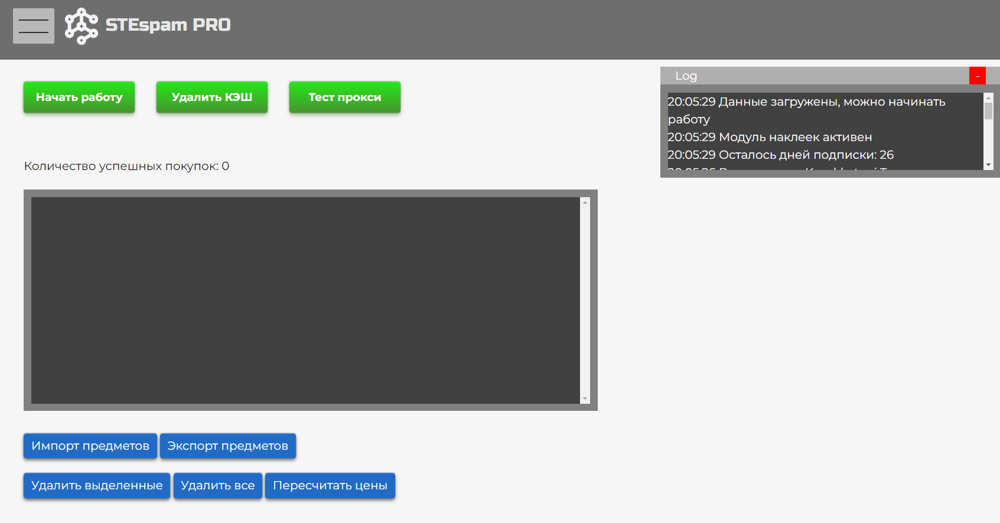 STEspam PRO
Начать работу
Удалить КЭШ
Тест прокси
Log
-
20:05:29 Данные загружены, можно начинать
работу
20:05:29 Модуль наклеек активен
20:05:29 Осталось дней подписки: 26
Количество успешных покупок: 0
Импорт предметов
Экспорт предметов
Удалить выделенные
Удалить все
Пересчитать цены